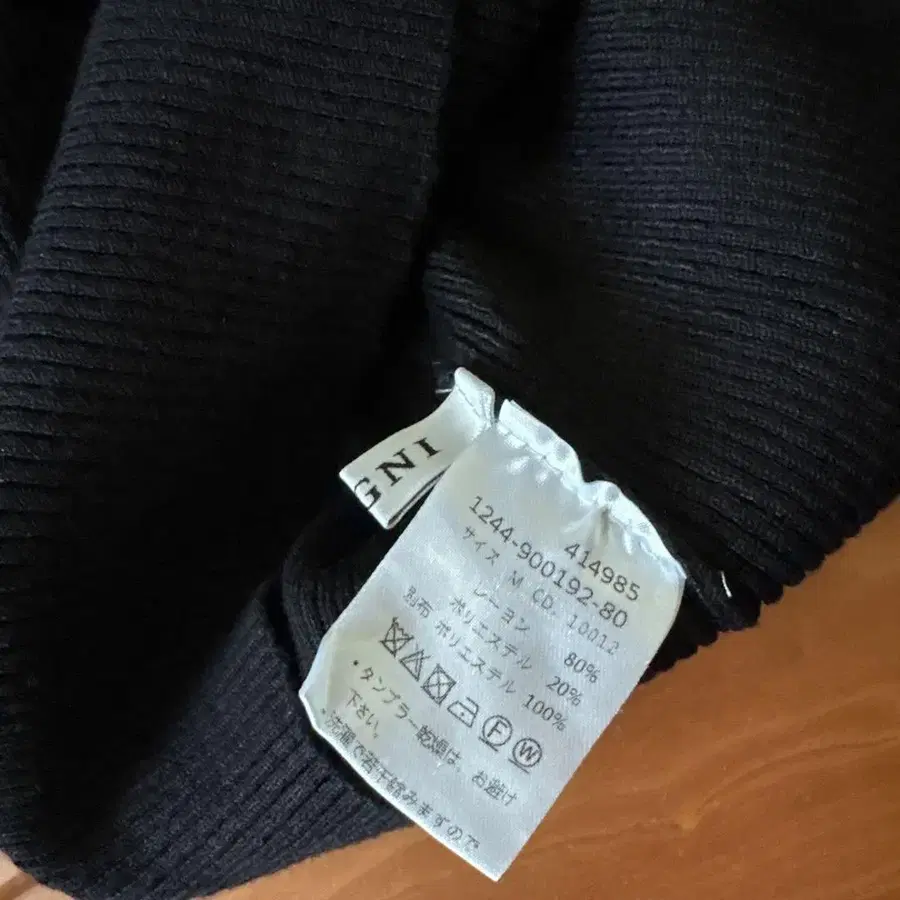 GNI
414985
1244-900192-80
サイズ M CD. 10012
レーヨン 80%
ポリエステル 20%
別布 ポリエステル 100%
・タンブラー乾燥は、お避け
下さい。
・洗濯で若干縮みますので